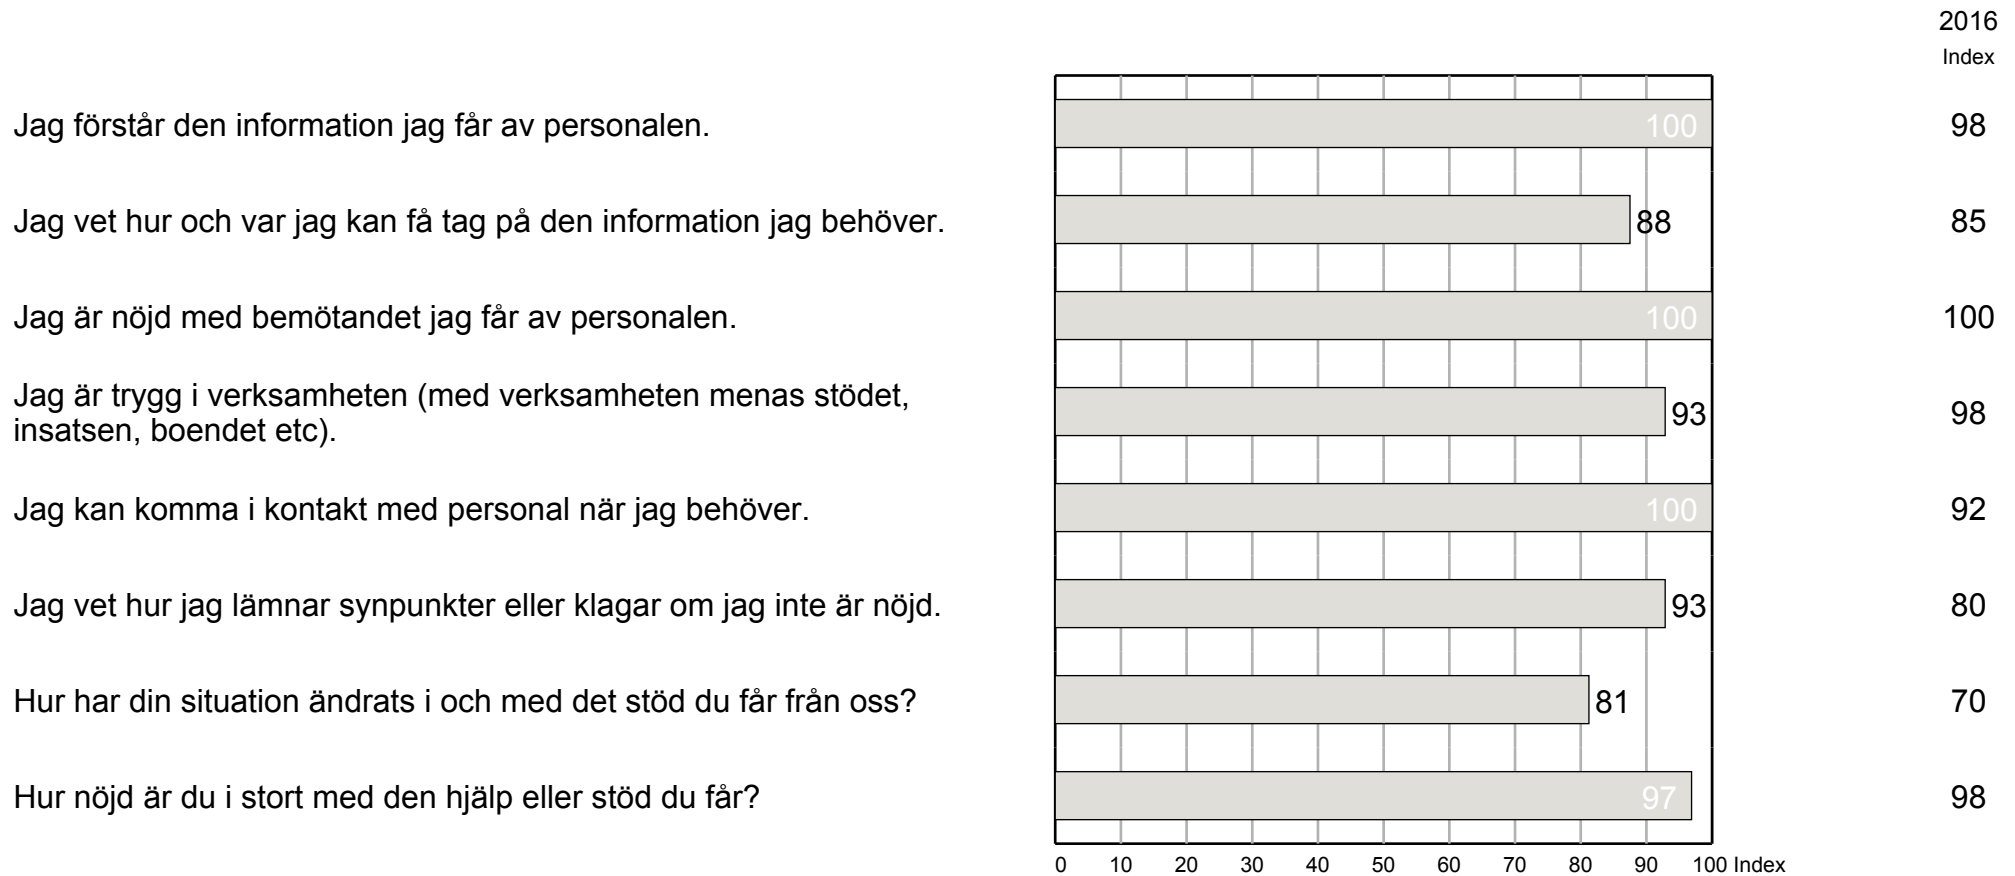 2016
Index
Jag förstår den information jag får av personalen. 100 98
Jag vet hur och var jag kan få tag på den information jag behöver. 88 85
Jag är nöjd med bemötandet jag får av personalen. 100 100
Jag är trygg i verksamheten (med verksamheten menas stödet,
insatsen, boendet etc). 93 98
Jag kan komma i kontakt med personal när jag behöver. 100 92
Jag vet hur jag lämnar synpunkter eller klagar om jag inte är nöjd. 93 80
Hur har din situation ändrats i och med det stöd du får från oss? 81 70
Hur nöjd är du i stort med den hjälp eller stöd du får? 97 98
0 10 20 30 40 50 60 70 80 90 100 Index